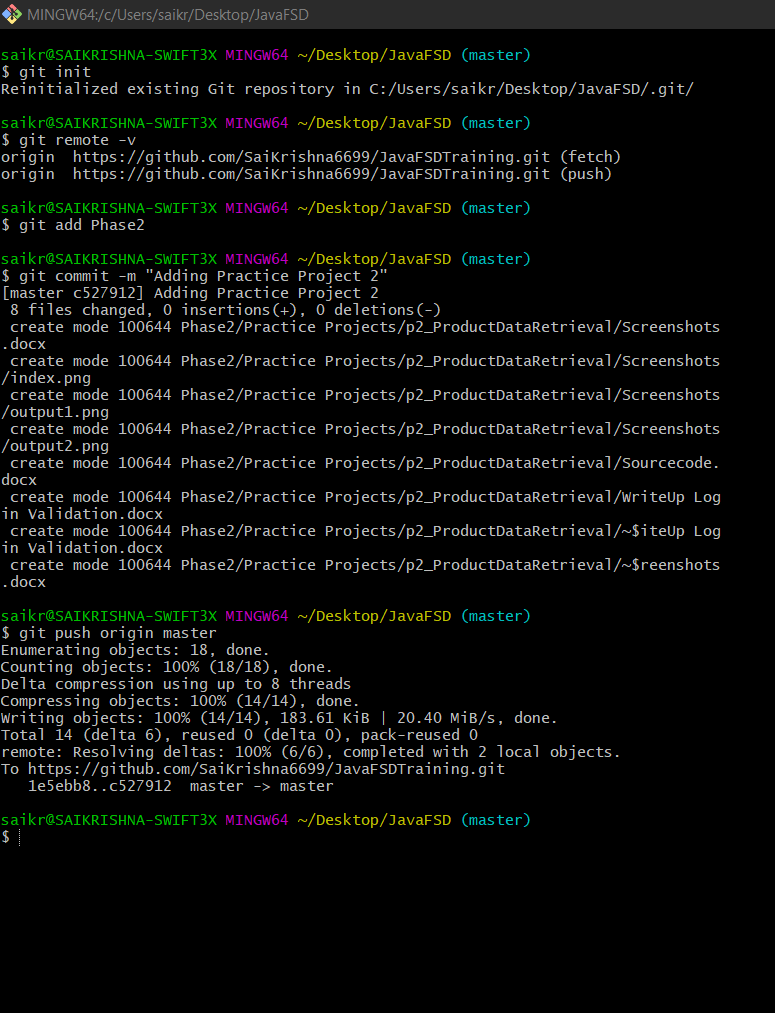 MINGW64:/c/Users/saikr/Desktop/JavaFSD
saikr@SAIKRISHNA-SWIFT3X MINGW64 ~/Desktop/JavaFSD (master)
$ git init
Reinitialized existing Git repository in C:/Users/saikr/Desktop/JavaFSD/.git/
saikr@SAIKRISHNA-SWIFT3X MINGW64 ~/Desktop/JavaFSD (master)
$ git remote -v
origin  https://github.com/SaiKrishna6699/JavaFSDTraining.git (fetch)
origin  https://github.com/SaiKrishna6699/JavaFSDTraining.git (push)
saikr@SAIKRISHNA-SWIFT3X MINGW64 ~/Desktop/JavaFSD (master)
$ git add Phase2
saikr@SAIKRISHNA-SWIFT3X MINGW64 ~/Desktop/JavaFSD (master)
$ git commit -m "Adding Practice Project 2"
[master c527912] Adding Practice Project 2
 8 files changed, 0 insertions(+), 0 deletions(-)
 create mode 100644 Phase2/Practice Projects/p2_ProductDataRetrieval/Screenshots
.docx
 create mode 100644 Phase2/Practice Projects/p2_ProductDataRetrieval/Screenshots
/index.png
 create mode 100644 Phase2/Practice Projects/p2_ProductDataRetrieval/Screenshots
/output1.png
 create mode 100644 Phase2/Practice Projects/p2_ProductDataRetrieval/Screenshots
/output2.png
 create mode 100644 Phase2/Practice Projects/p2_ProductDataRetrieval/Sourcecode.
docx
 create mode 100644 Phase2/Practice Projects/p2_ProductDataRetrieval/WriteUp Log
in Validation.docx
 create mode 100644 Phase2/Practice Projects/p2_ProductDataRetrieval/~$iteUp Log
in Validation.docx
 create mode 100644 Phase2/Practice Projects/p2_ProductDataRetrieval/~$reenshots
.docx
saikr@SAIKRISHNA-SWIFT3X MINGW64 ~/Desktop/JavaFSD (master)
$ git push origin master
Enumerating objects: 18, done.
Counting objects: 100% (18/18), done.
Delta compression using up to 8 threads
Compressing objects: 100% (14/14), done.
Writing objects: 100% (14/14), 183.61 KiB | 20.40 MiB/s, done.
Total 14 (delta 6), reused 0 (delta 0), pack-reused 0
remote: Resolving deltas: 100% (6/6), completed with 2 local objects.
To https://github.com/SaiKrishna6699/JavaFSDTraining.git
   1e5ebb8..c527912  master -> master
saikr@SAIKRISHNA-SWIFT3X MINGW64 ~/Desktop/JavaFSD (master)
$